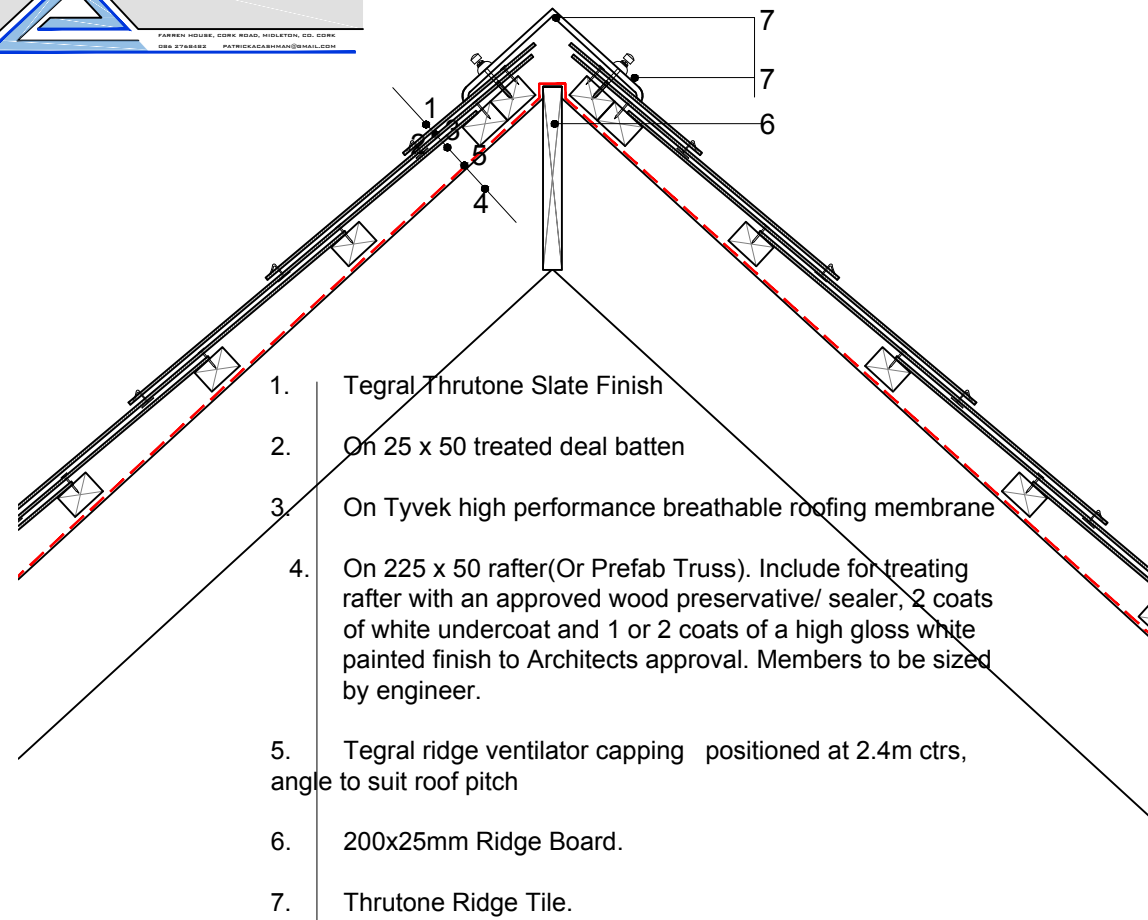 FARREN HOUSE, CORK ROAD, MIDLETON, CO. CORK
086 2768482 PATRICKACASHMAN@GMAIL.COM
7
7
6
1
2 3
5
4
1. Tegral Thrutone Slate Finish
2. On 25 x 50 treated deal batten
3. On Tyvek high performance breathable roofing membrane
4. On 225 x 50 rafter(Or Prefab Truss). Include for treating
rafter with an approved wood preservative/ sealer, 2 coats
of white undercoat and 1 or 2 coats of a high gloss white
painted finish to Architects approval. Members to be sized
by engineer.
5. Tegral ridge ventilator capping positioned at 2.4m ctrs,
angle to suit roof pitch
6. 200x25mm Ridge Board.
7. Thrutone Ridge Tile.